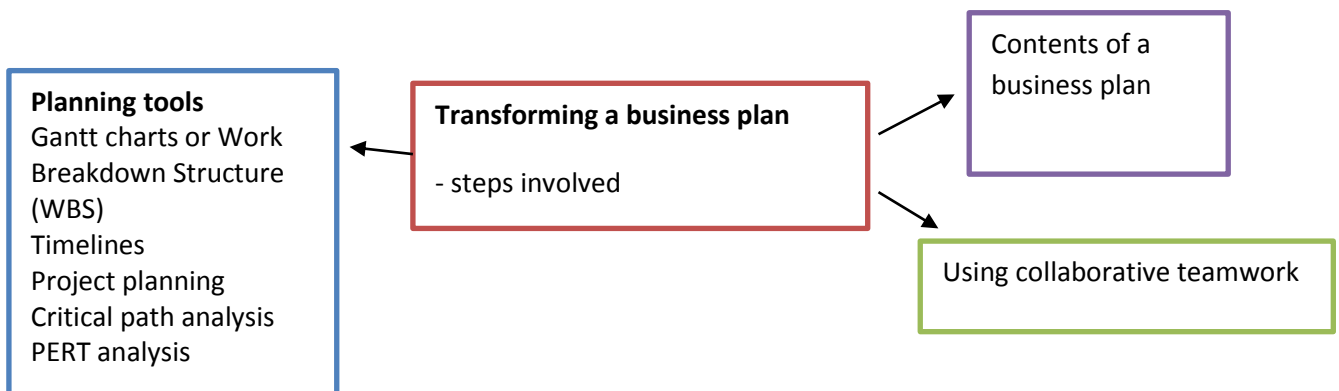 Planning tools
Gantt charts or Work
Breakdown Structure
(WBS)
Timelines
Project planning
Critical path analysis
PERT analysis
Transforming a business plan
- steps involved
Contents of a
business plan
Using collaborative teamwork